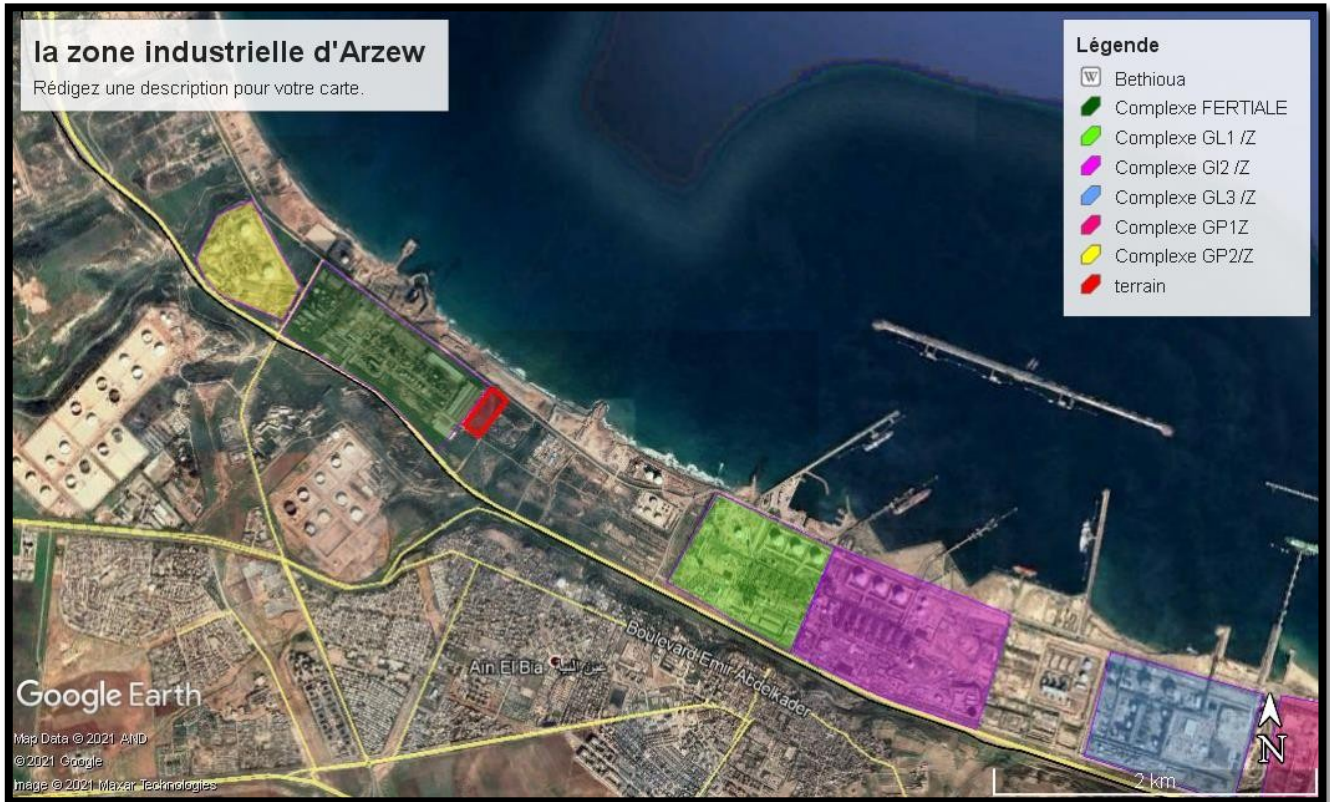 la zone industrielle d'Arzew
Rédigez une description pour votre carte.
Légende
W Bethioua
Complexe FERTIALE
Complexe GL1 /Z
Complexe Gl2 /Z
Complexe GL3 /Z
Complexe GP1Z
Complexe GP2/Z
terrain
Boulevard Emir Abdelkader
Ain El Bia عين البية
Google Earth
Map Data © 2021 AND
© 2021 Google
Image © 2021 Maxar Technologies
N
2 km